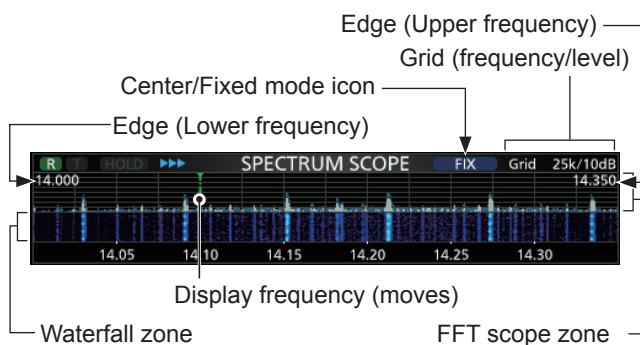 Edge (Upper frequency)
Grid (frequency/level)
Center/Fixed mode icon
Edge (Lower frequency)
R T HOLD SPECTRUM SCOPE FIX Grid 25k/10dB
14.000 14.350
14.05 14.10 14.15 14.20 14.25 14.30
Display frequency (moves)
Waterfall zone FFT scope zone